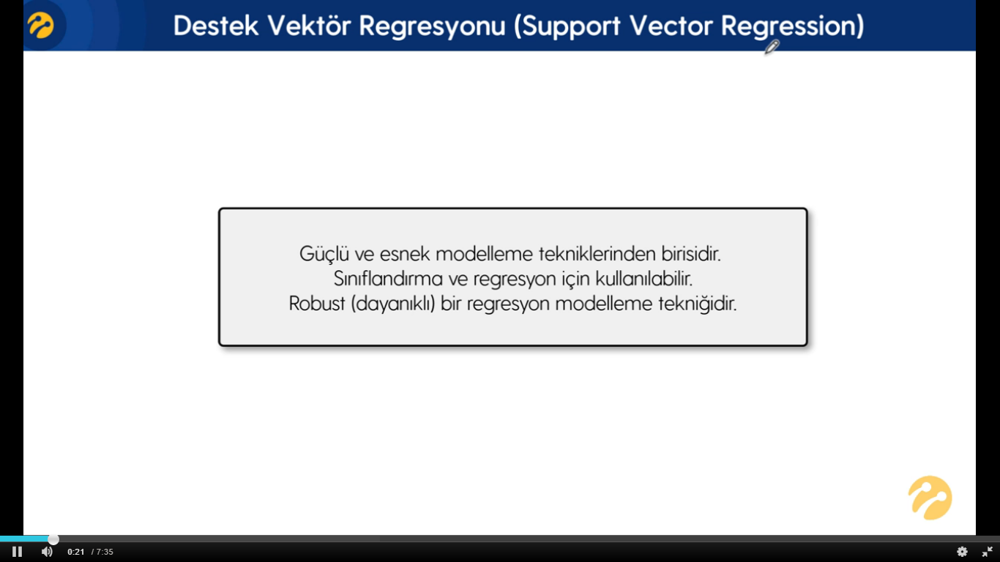 Destek Vektör Regresyonu (Support Vector Regression)
Güçlü ve esnek modelleme tekniklerinden birisidir.
Sınıflandırma ve regresyon için kullanılabilir.
Robust (dayanıklı) bir regresyon modelleme tekniğidir.
0:21 / 7:35